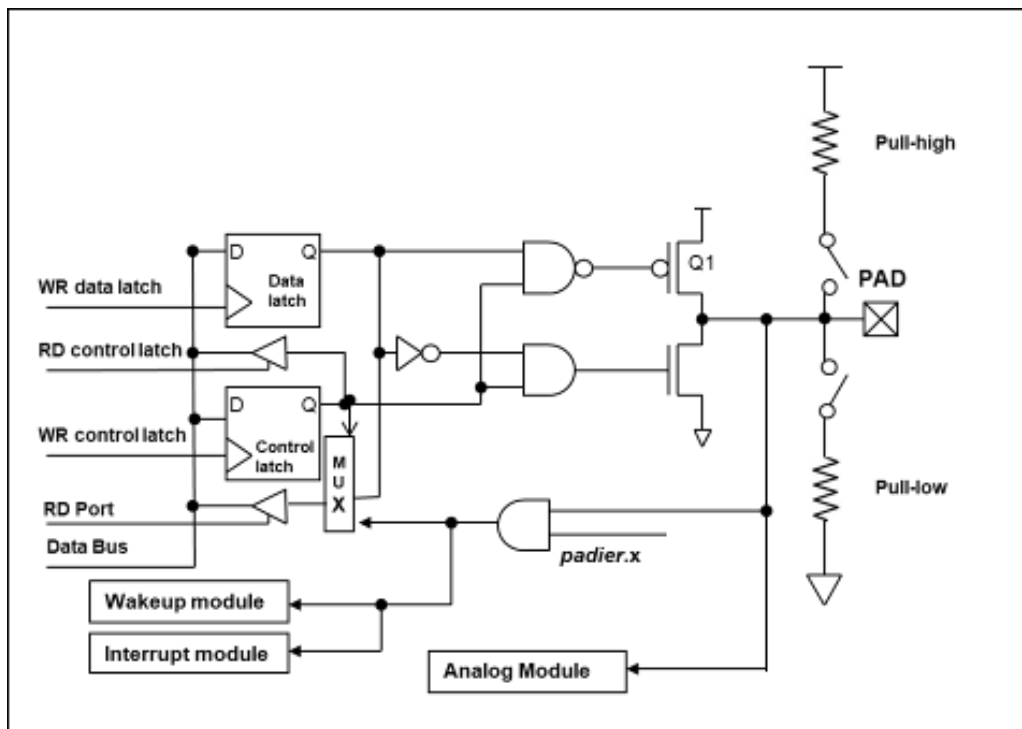 Pull-high
Q1
PAD
D Q
Data
latch
WR data latch
RD control latch
D Q
WR control latch
Control
latch
MUX
Pull-low
RD Port
Data Bus
padier.x
Wakeup module
Interrupt module
Analog Module